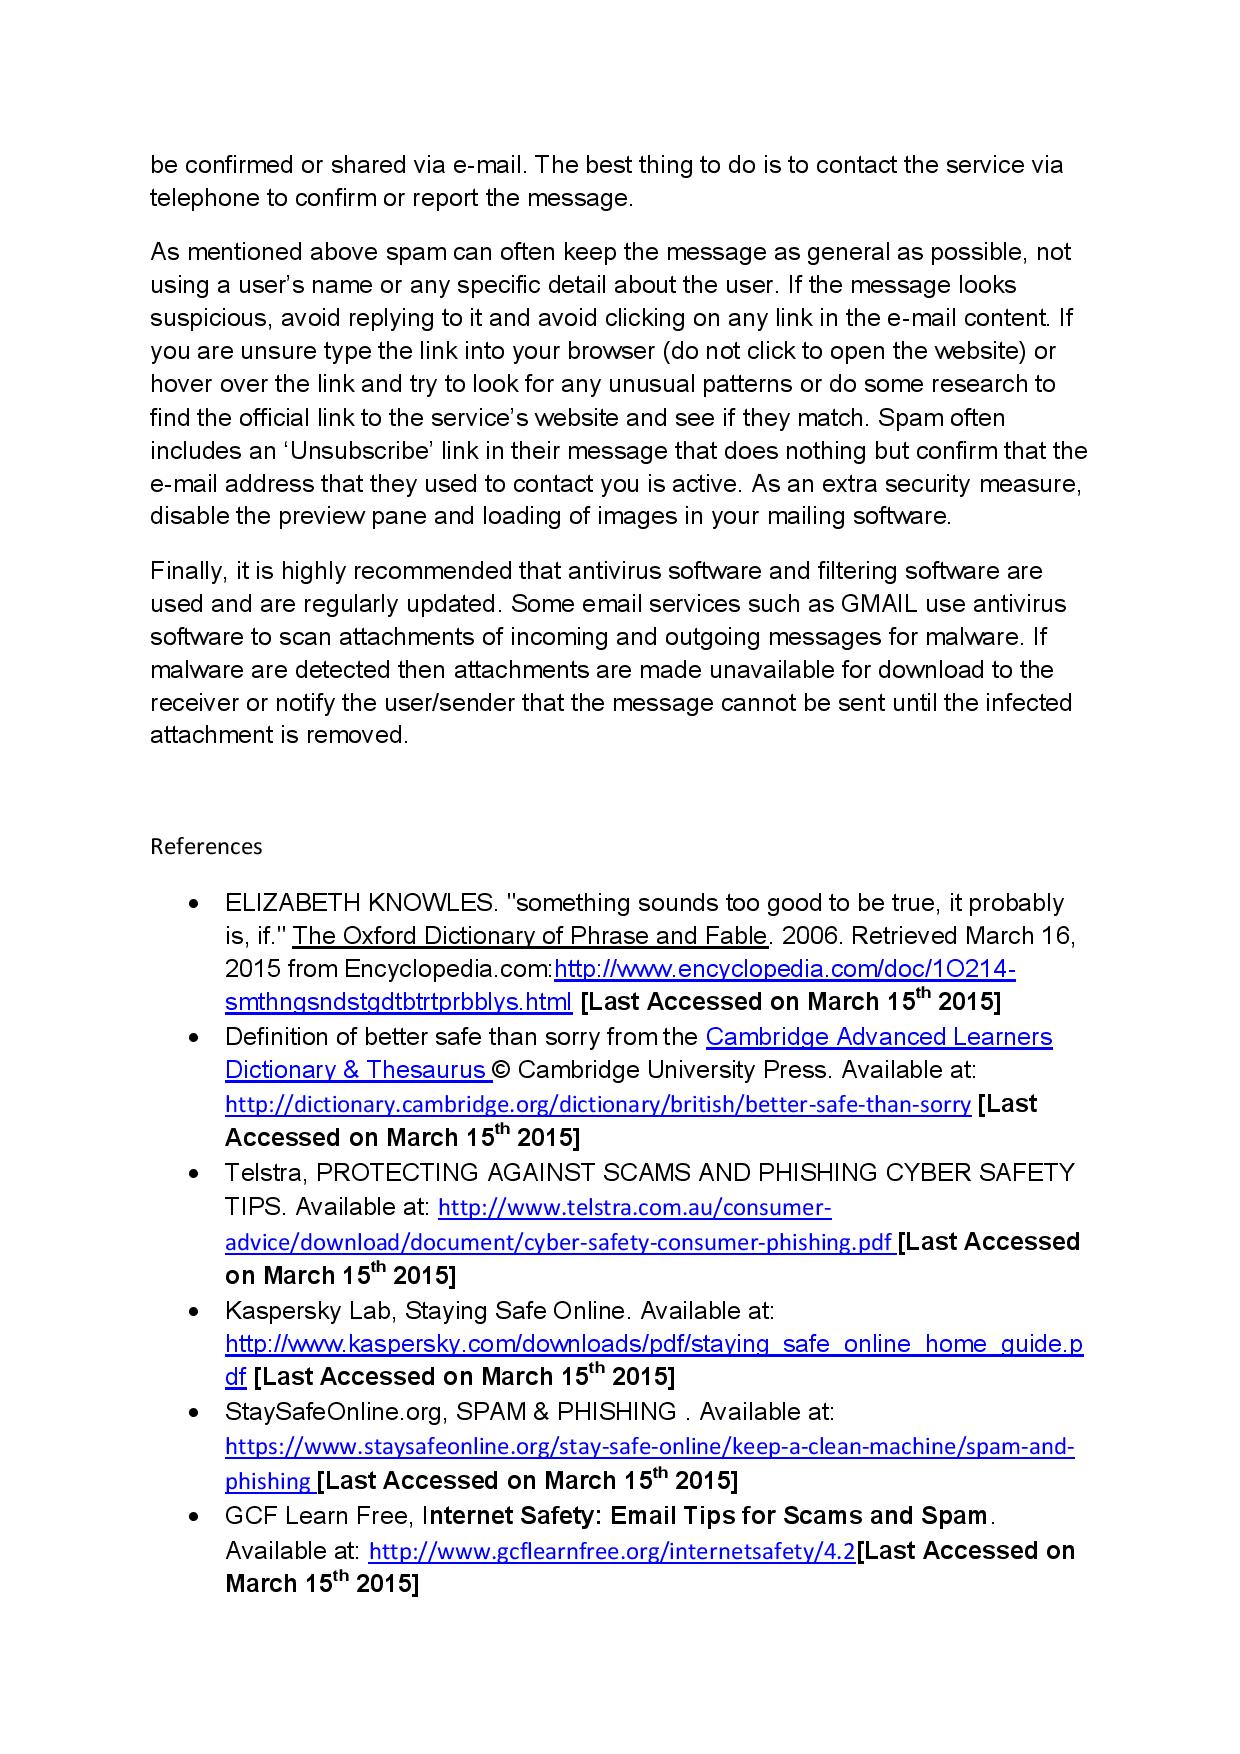 be confirmed or shared via e-mail. The best thing to do is to contact the service via
telephone to confirm or report the message.
As mentioned above spam can often keep the message as general as possible, not
using a user’s name or any specific detail about the user. If the message looks
suspicious, avoid replying to it and avoid clicking on any link in the e-mail content. If
you are unsure type the link into your browser (do not click to open the website) or
hover over the link and try to look for any unusual patterns or do some research to
find the official link to the service’s website and see if they match. Spam often
includes an ‘Unsubscribe’ link in their message that does nothing but confirm that the
e-mail address that they used to contact you is active. As an extra security measure,
disable the preview pane and loading of images in your mailing software.
Finally, it is highly recommended that antivirus software and filtering software are
used and are regularly updated. Some email services such as GMAIL use antivirus
software to scan attachments of incoming and outgoing messages for malware. If
malware are detected then attachments are made unavailable for download to the
receiver or notify the user/sender that the message cannot be sent until the infected
attachment is removed.
References
• ELIZABETH KNOWLES. "something sounds too good to be true, it probably
is, if." The Oxford Dictionary of Phrase and Fable. 2006. Retrieved March 16,
2015 from Encyclopedia.com:http://www.encyclopedia.com/doc/1O214-
smthngsndstgdtbtrtprbblys.html [Last Accessed on March 15th 2015]
• Definition of better safe than sorry from the Cambridge Advanced Learners
Dictionary & Thesaurus © Cambridge University Press. Available at:
http://dictionary.cambridge.org/dictionary/british/better-safe-than-sorry [Last
Accessed on March 15th 2015]
• Telstra, PROTECTING AGAINST SCAMS AND PHISHING CYBER SAFETY
TIPS. Available at: http://www.telstra.com.au/consumer-
advice/download/document/cyber-safety-consumer-phishing.pdf [Last Accessed
on March 15th 2015]
• Kaspersky Lab, Staying Safe Online. Available at:
http://www.kaspersky.com/downloads/pdf/staying_safe_online_home_guide.p
df [Last Accessed on March 15th 2015]
• StaySafeOnline.org, SPAM & PHISHING . Available at:
https://www.staysafeonline.org/stay-safe-online/keep-a-clean-machine/spam-and-
phishing [Last Accessed on March 15th 2015]
• GCF Learn Free, Internet Safety: Email Tips for Scams and Spam.
Available at: http://www.gcflearnfree.org/internetsafety/4.2[Last Accessed on
March 15th 2015]